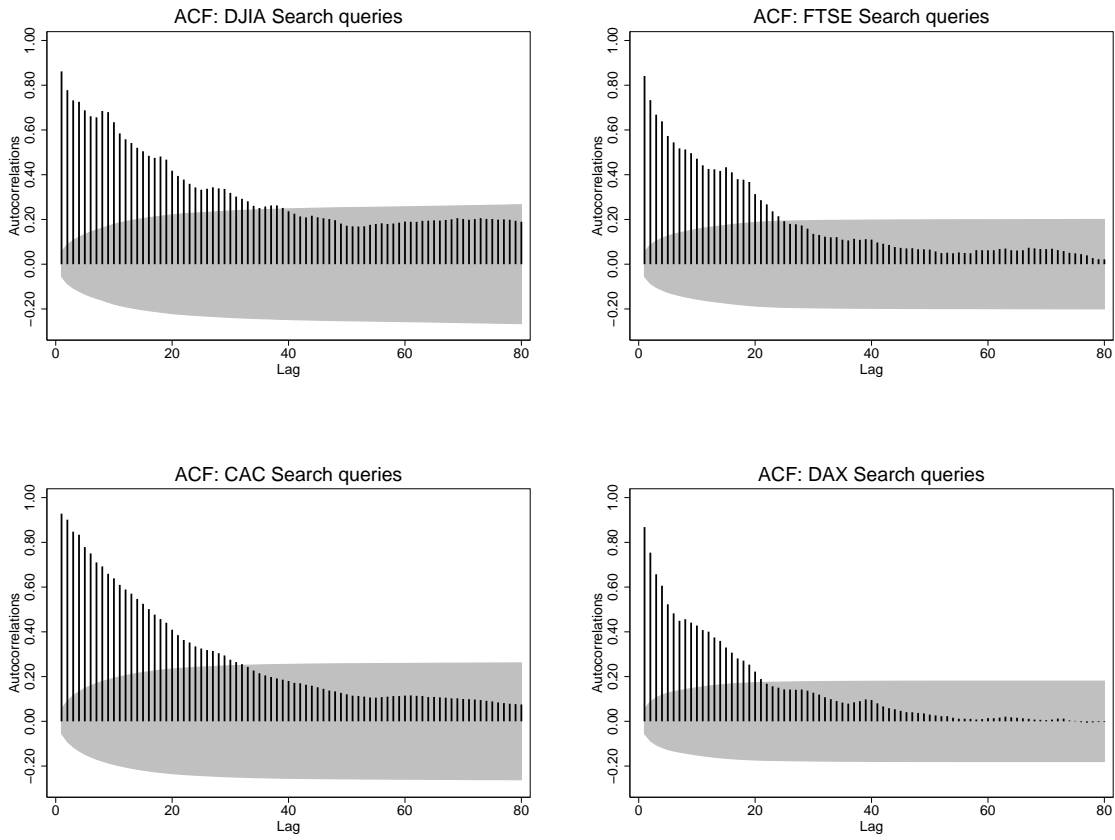 ACF: DJIA Search queries
1.00
0.80
0.60
0.40
0.20
0.00
−0.20
Autocorrelations
0 20 40 60 80
Lag
ACF: FTSE Search queries
1.00
0.80
0.60
0.40
0.20
0.00
−0.20
Autocorrelations
0 20 40 60 80
Lag
ACF: CAC Search queries
1.00
0.80
0.60
0.40
0.20
0.00
−0.20
Autocorrelations
0 20 40 60 80
Lag
ACF: DAX Search queries
1.00
0.80
0.60
0.40
0.20
0.00
−0.20
Autocorrelations
0 20 40 60 80
Lag